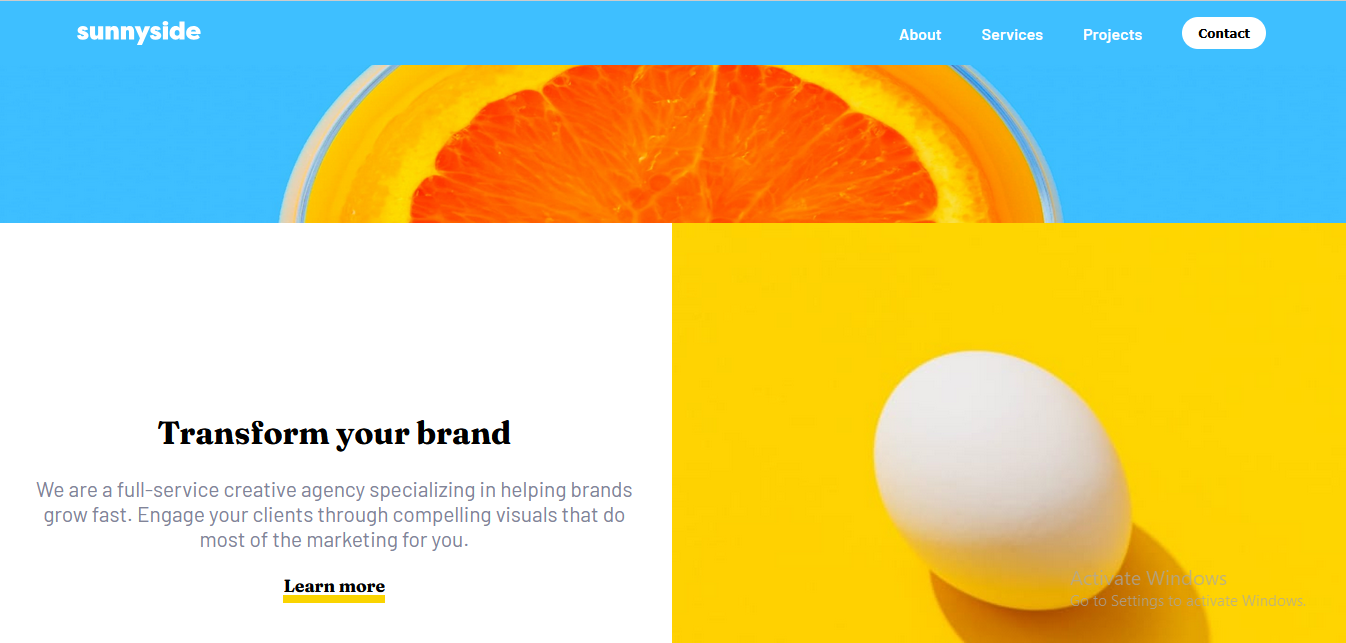 sunnyside
About Services Projects Contact
Transform your brand
We are a full-service creative agency specializing in helping brands
grow fast. Engage your clients through compelling visuals that do
most of the marketing for you.
Learn more
Activate Windows
Go to Settings to activate Windows.